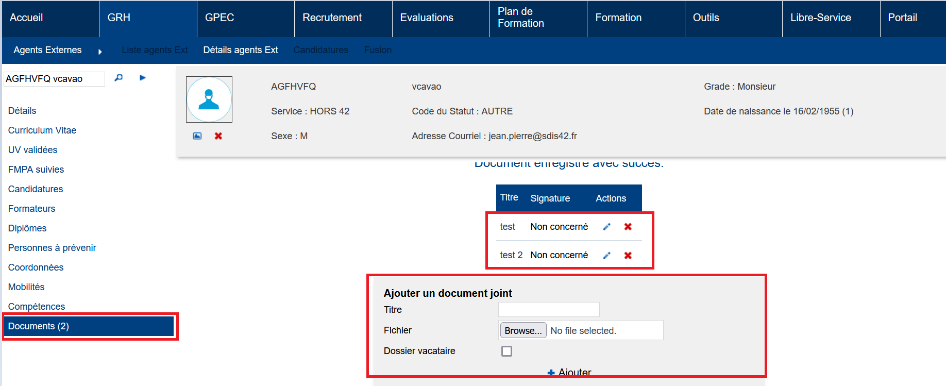 Accueil GRH GPEC Recrutement Evaluations Plan de Formation Formation Outils Libre-Service Portail
Agents Externes Liste agents Ext Détails agents Ext Candidatures Fusion
AGFHVFQ vcavao
AGFHVFQ vcavao Grade : Monsieur
Service : HORS 42 Code du Statut : AUTRE Date de naissance le 16/02/1955 (1)
Sexe : M Adresse Courriel : jean.pierre@sdis42.fr
Détails
Curriculum Vitae
UV validées
FMPA suivies
Candidatures
Formateurs
Diplômes
Personnes à prévenir
Coordonnées
Mobilités
Compétences
Documents (2)
Document enregistré avec succès.
Titre Signature Actions
test Non concerné
test 2 Non concerné
Ajouter un document joint
Titre
Fichier Browse... No file selected.
Dossier vacataire
Ajouter